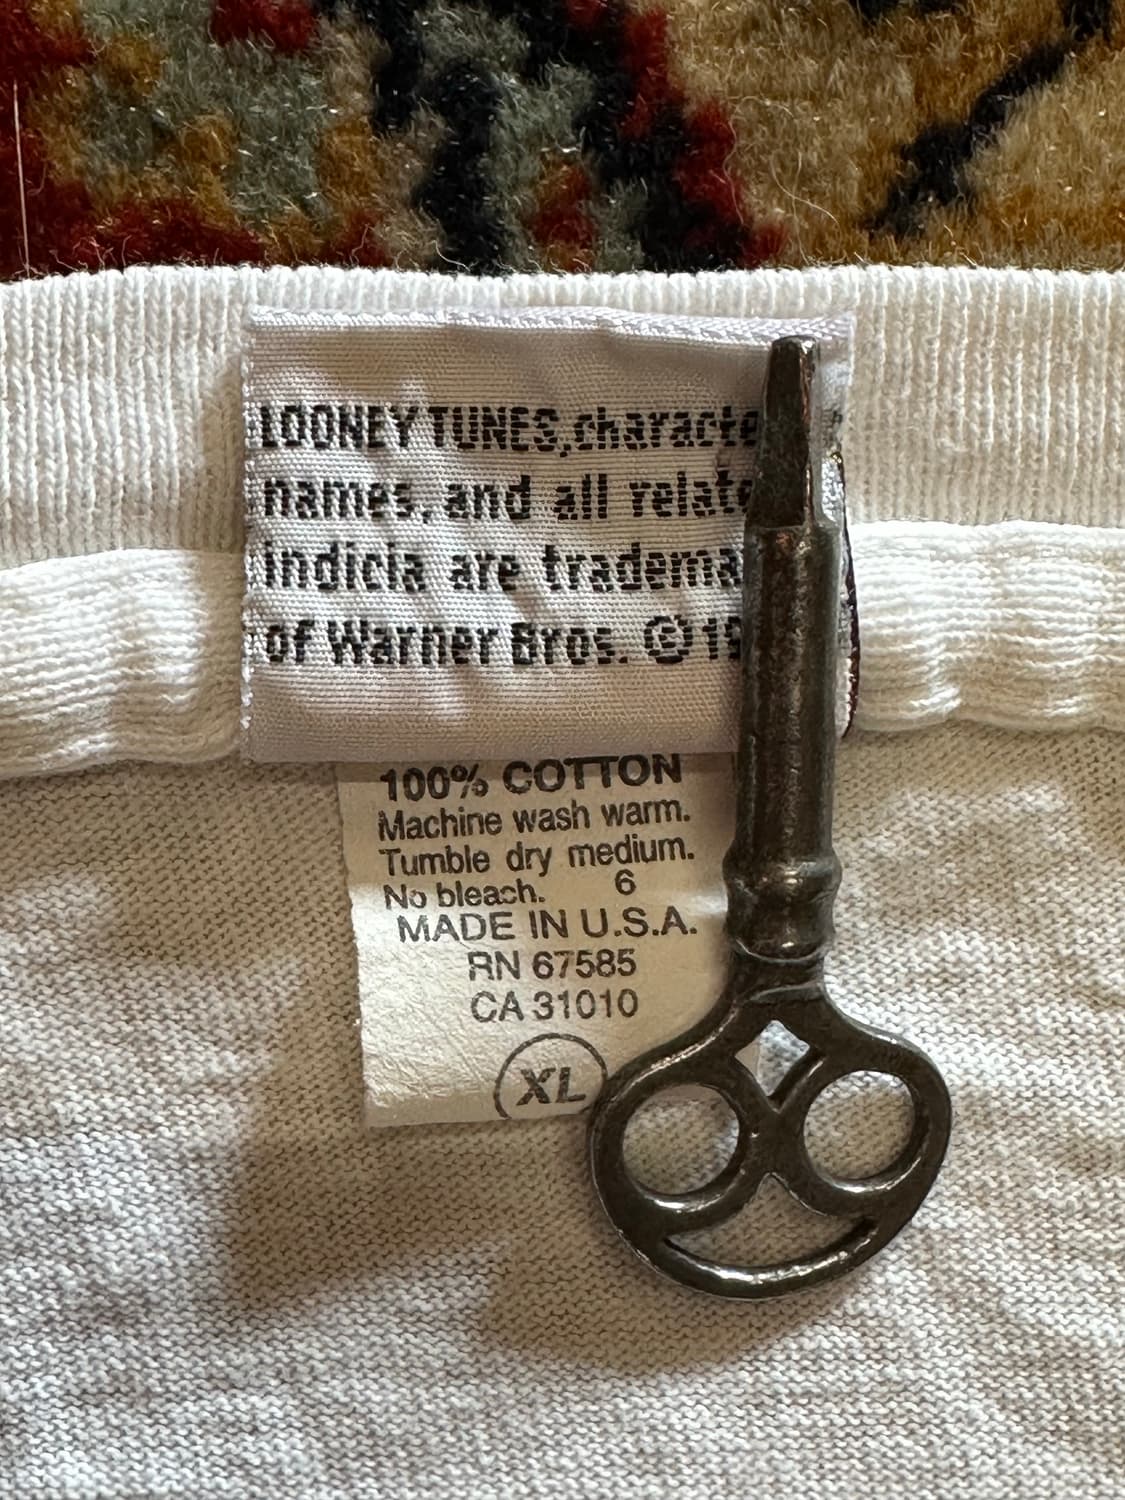 LOONEY TUNES, characte
names, and all relate
indicia are tradema
of Warner Bros. © 19
100% COTTON
Machine wash warm.
Tumble dry medium.
No bleach. 6
MADE IN U.S.A.
RN 67585
CA 31010
XL